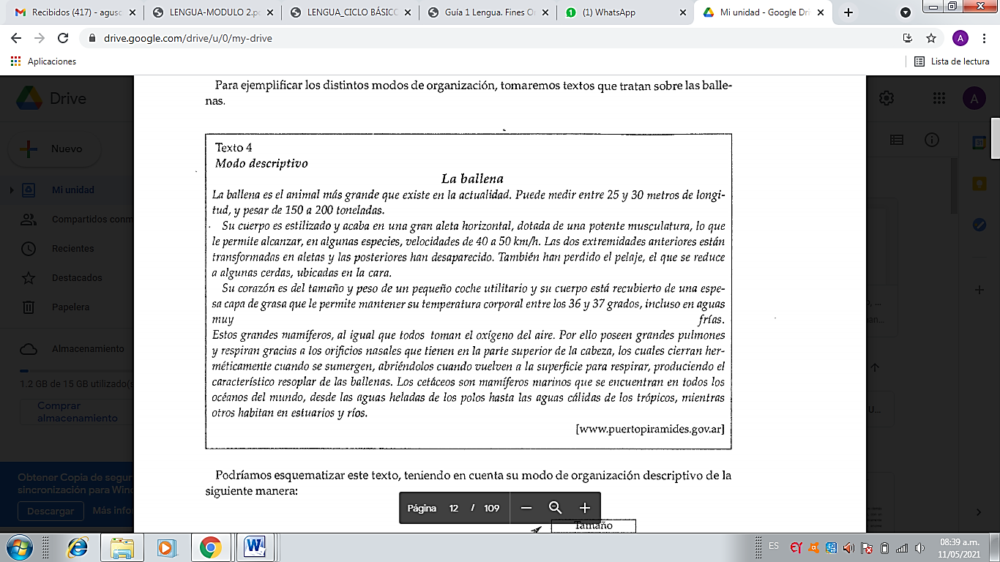 Recibidos (417) - agusc
LENGUA-MODULO 2.pd
LENGUA_CICLO BÁSICO
Guía 1 Lengua. Fines O
(1) WhatsApp
Mi unidad - Google Dri
drive.google.com/drive/u/0/my-drive
A
Aplicaciones
Lista de lectura
Drive
A
Nuevo
Mi unidad
Compartidos conm
Recientes
Destacados
Papelera
Almacenamiento
1.2 GB de 15 GB utilizado(s
Comprar
almacenamiento
Obtener Copia de segur
sincronización para Win
Descargar
Más info
Para ejemplificar los distintos modos de organización, tomaremos textos que tratan sobre las balle-
nas.
Texto 4
Modo descriptivo
La ballena
La ballena es el animal más grande que existe en la actualidad. Puede medir entre 25 y 30 metros de longi-
tud, y pesar de 150 a 200 toneladas.
Su cuerpo es estilizado y acaba en una gran aleta horizontal, dotada de una potente musculatura, lo que
le permite alcanzar, en algunas especies, velocidades de 40 a 50 km/h. Las dos extremidades anteriores están
transformadas en aletas y las posteriores han desaparecido. También han perdido el pelaje, el que se reduce
a algunas cerdas, ubicadas en la cara.
Su corazón es del tamaño y peso de un pequeño coche utilitario y su cuerpo está recubierto de una espe-
sa capa de grasa que le permite mantener su temperatura corporal entre los 36 y 37 grados, incluso en aguas
muy frías.
Estos grandes mamíferos, al igual que todos toman el oxígeno del aire. Por ello poseen grandes pulmones
y respiran gracias a los orificios nasales que tienen en la parte superior de la cabeza, los cuales cierran her-
méticamente cuando se sumergen, abriéndolos cuando vuelven a la superficie para respirar, produciendo el
característico resoplar de las ballenas. Los cetáceos son mamíferos marinos que se encuentran en todos los
océanos del mundo, desde las aguas heladas de los polos hasta las aguas cálidas de los trópicos, mientras
otros habitan en estuarios y ríos.
[www.puertopiramides.gov.ar]
Podríamos esquematizar este texto, teniendo en cuenta su modo de organización descriptivo de la
siguiente manera:
Tamaño
Página 12 / 109
ES
08:39 a.m.
11/05/2021